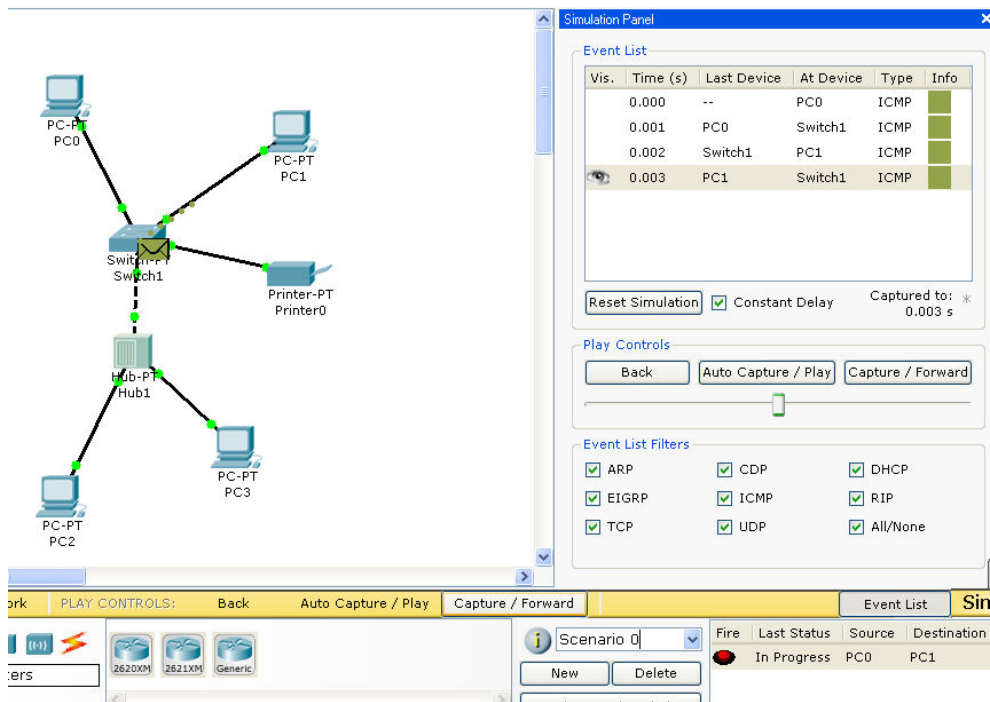 PC-PT
PC0
PC-PT
PC1
Switch-PT
Switch1
Printer-PT
Printer0
Hub-PT
Hub1
PC-PT
PC3
PC-PT
PC2
Simulation Panel
Event List
Vis. Time (s) Last Device At Device Type Info
0.000 -- PC0 ICMP
0.001 PC0 Switch1 ICMP
0.002 Switch1 PC1 ICMP
0.003 PC1 Switch1 ICMP
Reset Simulation Constant Delay Captured to: *
0.003 s
Play Controls
Back Auto Capture / Play Capture / Forward
Event List Filters
ARP CDP DHCP
EIGRP ICMP RIP
TCP UDP All/None
ork PLAY CONTROLS: Back Auto Capture / Play Capture / Forward Event List Sim
2620XM 2621XM Generic
ters
Scenario 0
New Delete
Fire Last Status Source Destination
In Progress PC0 PC1